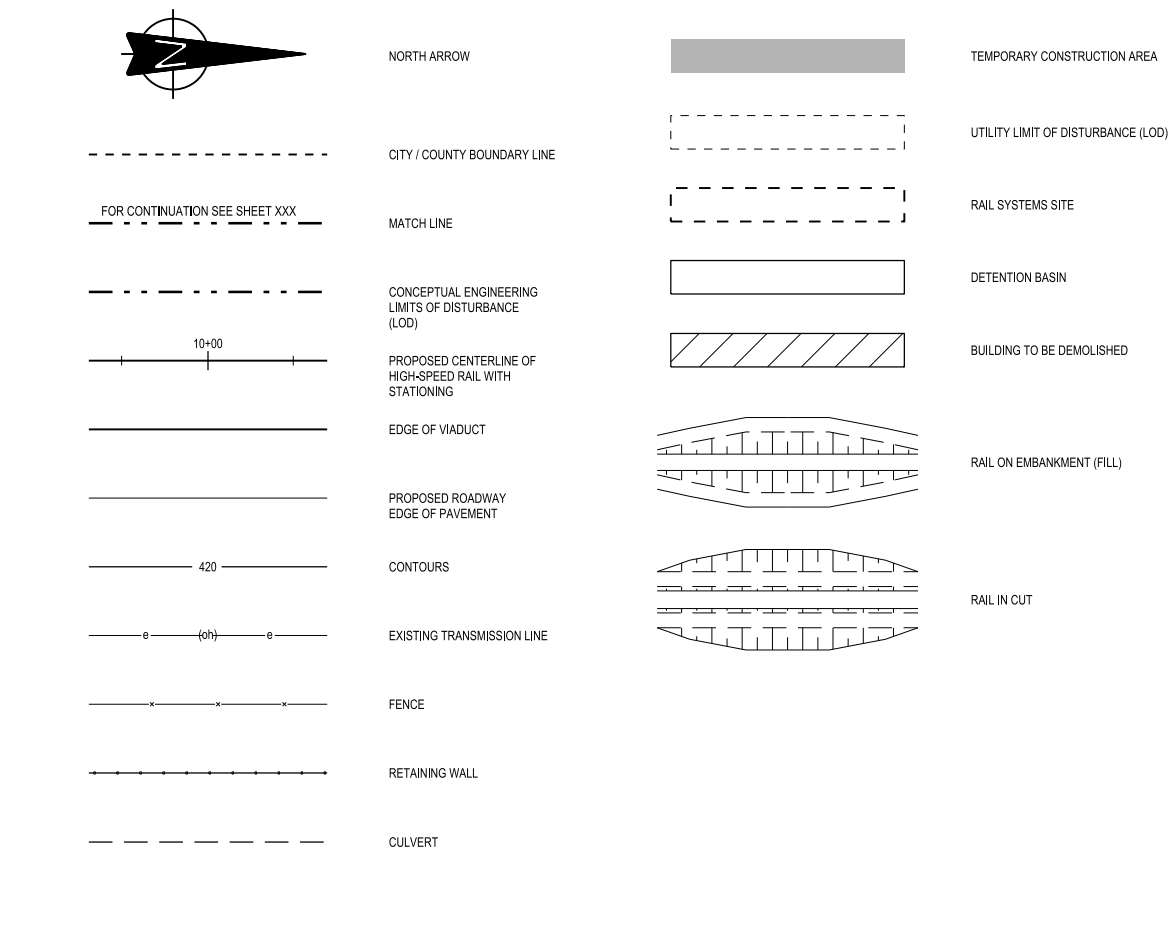 N
NORTH ARROW
CITY / COUNTY BOUNDARY LINE
FOR CONTINUATION SEE SHEET XXX
MATCH LINE
CONCEPTUAL ENGINEERING
LIMITS OF DISTURBANCE
(LOD)
10+00
PROPOSED CENTERLINE OF
HIGH-SPEED RAIL WITH
STATIONING
EDGE OF VIADUCT
PROPOSED ROADWAY
EDGE OF PAVEMENT
420
CONTOURS
e (oh) e
EXISTING TRANSMISSION LINE
FENCE
RETAINING WALL
CULVERT
TEMPORARY CONSTRUCTION AREA
UTILITY LIMIT OF DISTURBANCE (LOD)
RAIL SYSTEMS SITE
DETENTION BASIN
BUILDING TO BE DEMOLISHED
RAIL ON EMBANKMENT (FILL)
RAIL IN CUT